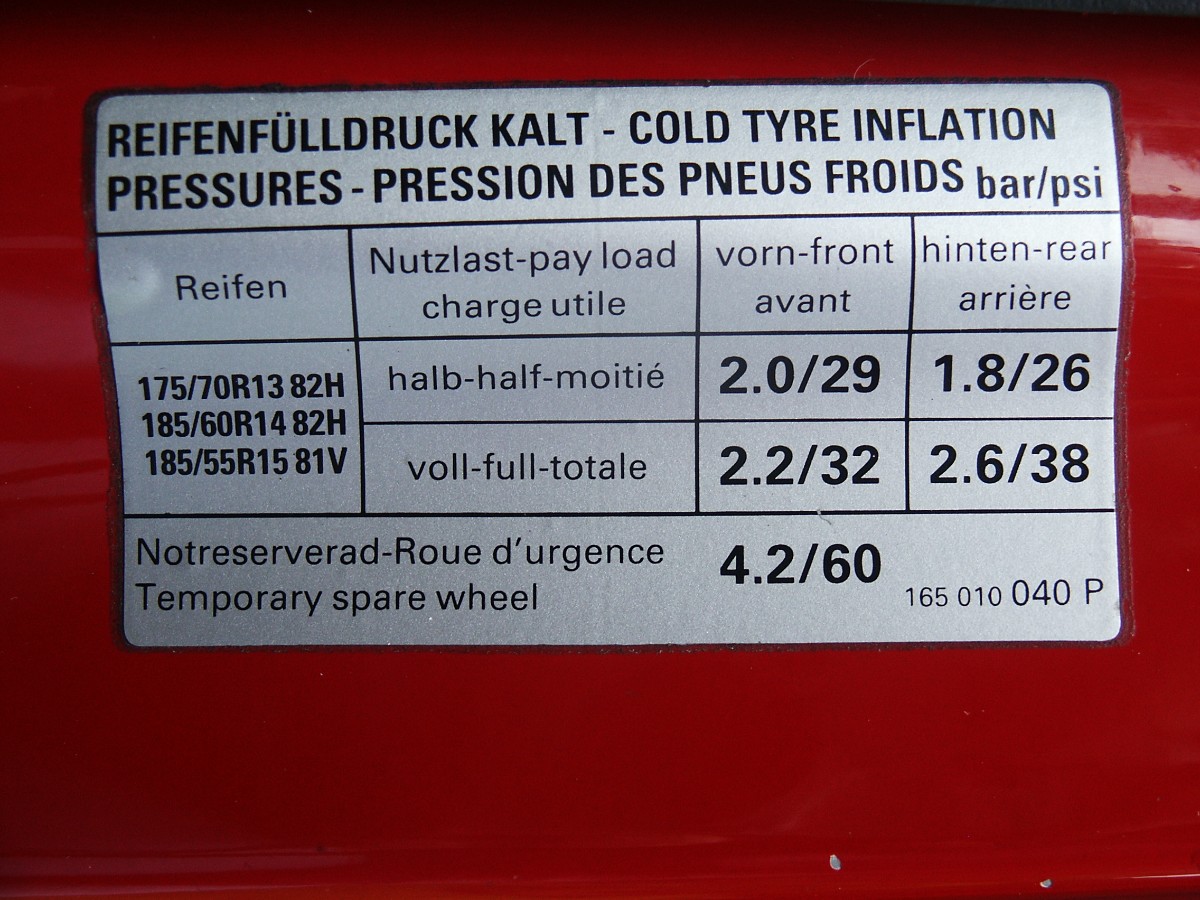 REIFENFÜLLDRUCK KALT - COLD TYRE INFLATION
PRESSURES - PRESSION DES PNEUS FROIDS bar/psi
Reifen
Nutzlast-pay load
charge utile
vorn-front
avant
hinten-rear
arrière
175/70R13 82H
185/60R14 82H
185/55R15 81V
halb-half-moitié
2.0/29
1.8/26
voll-full-totale
2.2/32
2.6/38
Notreserverad-Roue d'urgence
Temporary spare wheel
4.2/60
165 010 040 P